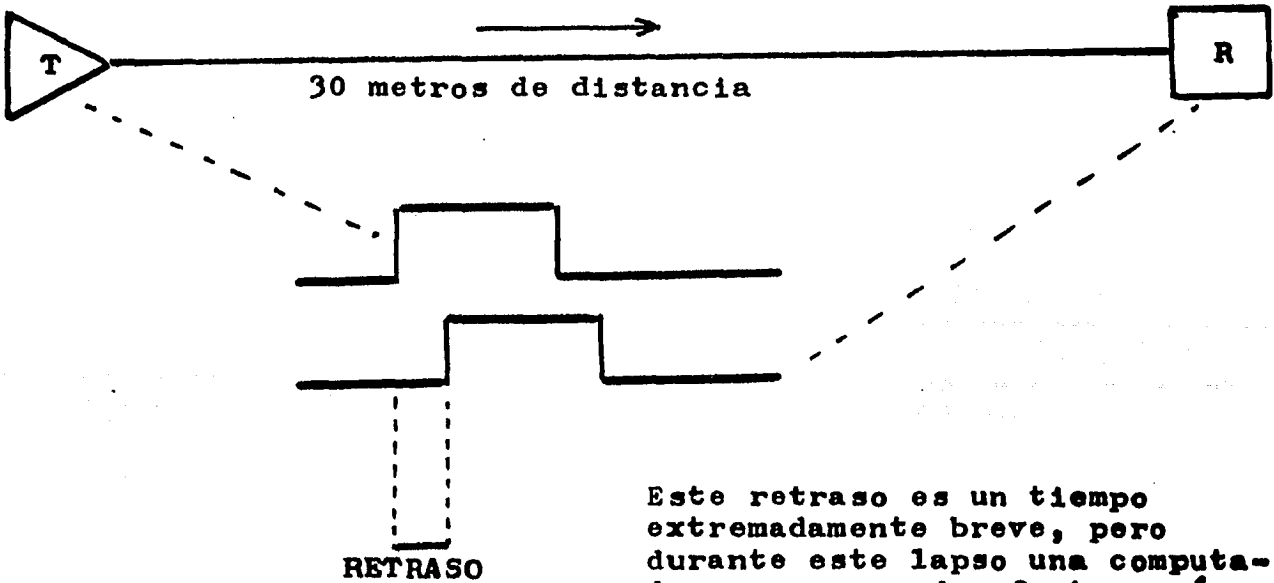 T
R
30 metros de distancia
Este retraso es un tiempo
extremadamente breve, pero
durante este lapso una computa-
RETRASO